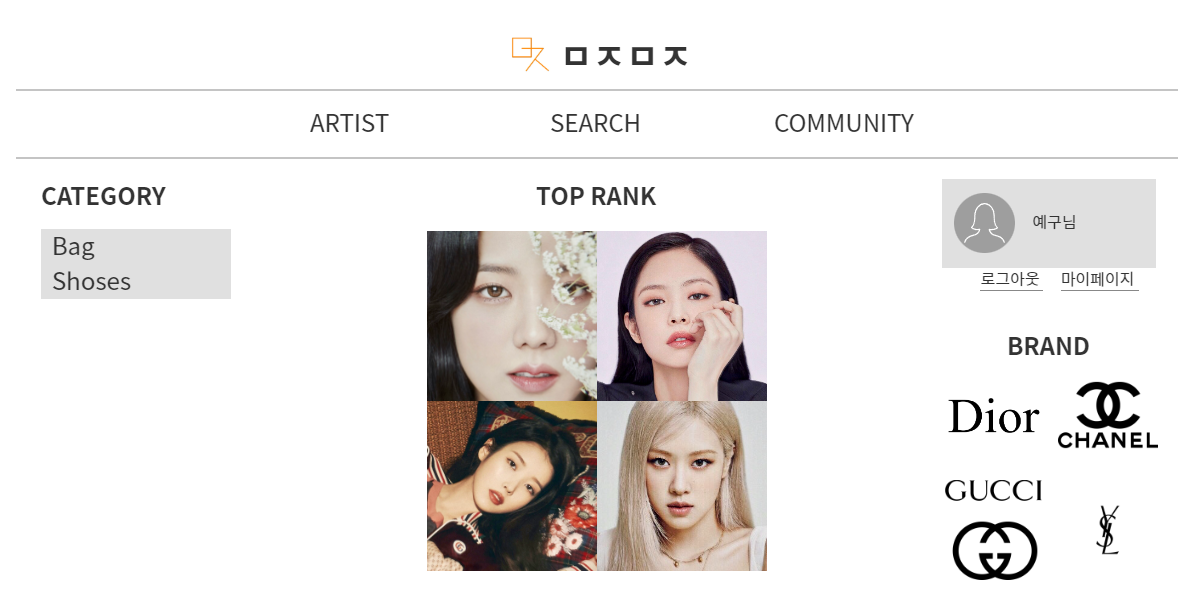 ㅁㅈㅁㅈ
ARTIST
SEARCH
COMMUNITY
CATEGORY
Bag
Shoses
TOP RANK
예구님
로그아웃 마이페이지
BRAND
Dior
CHANEL
GUCCI
YSL